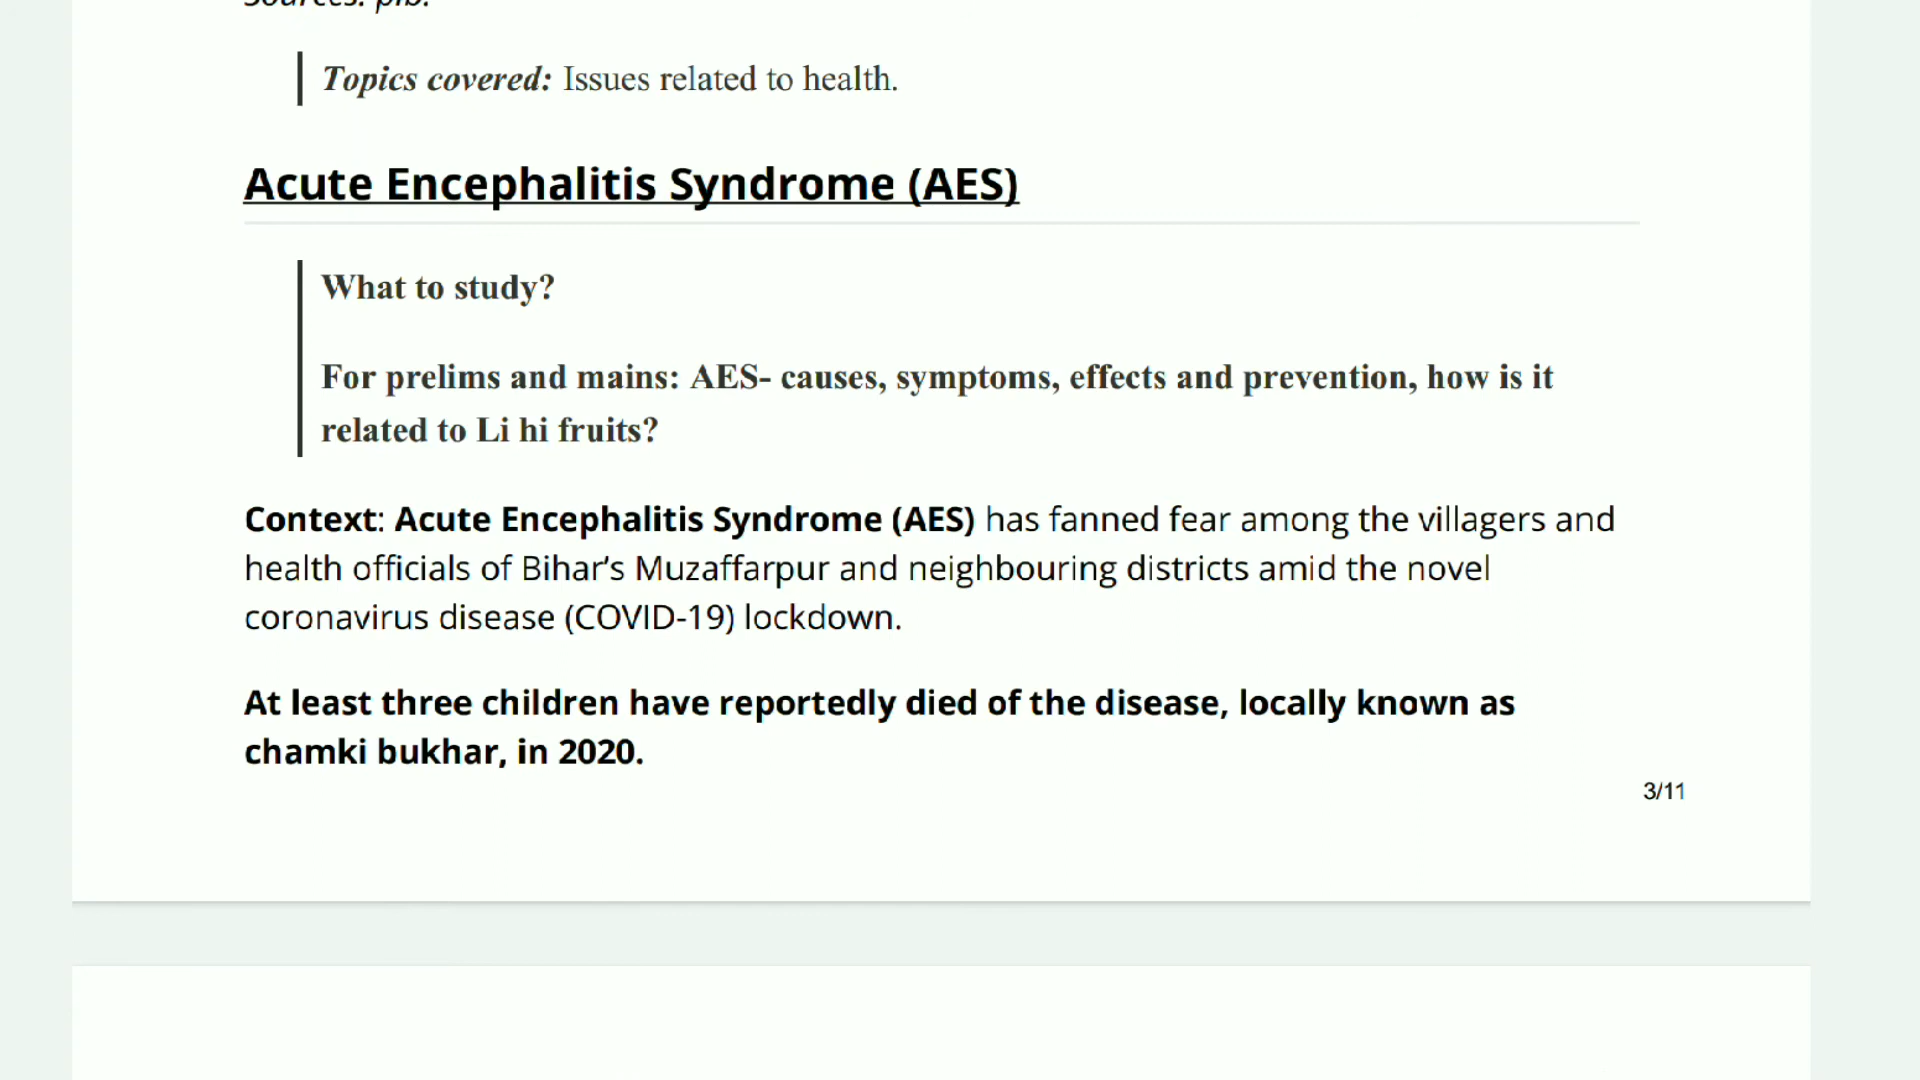 Sources: pib.
Topics covered: Issues related to health.
Acute Encephalitis Syndrome (AES)
What to study?
For prelims and mains: AES- causes, symptoms, effects and prevention, how is it
related to Li hi fruits?
Context: Acute Encephalitis Syndrome (AES) has fanned fear among the villagers and
health officials of Bihar’s Muzaffarpur and neighbouring districts amid the novel
coronavirus disease (COVID-19) lockdown.
At least three children have reportedly died of the disease, locally known as
chamki bukhar, in 2020.
3/11